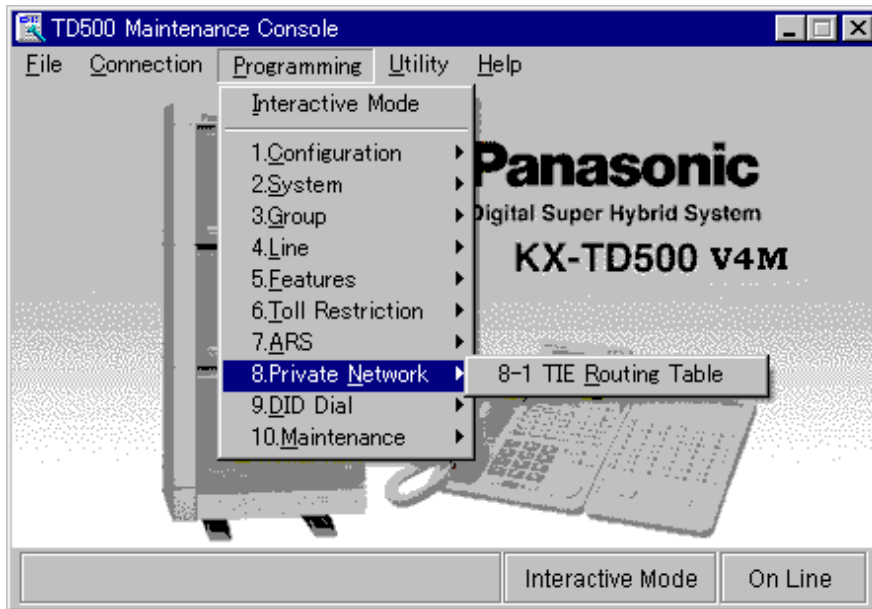 TD500 Maintenance Console
File Connection Programming Utility Help
Interactive Mode
1.Configuration
2.System
3.Group
4.Line
5.Features
6.Toll Restriction
7.ARS
8.Private Network
8-1 TIE Routing Table
9.DID Dial
10.Maintenance
Panasonic
Digital Super Hybrid System
KX-TD500 V4M
Interactive Mode
On Line